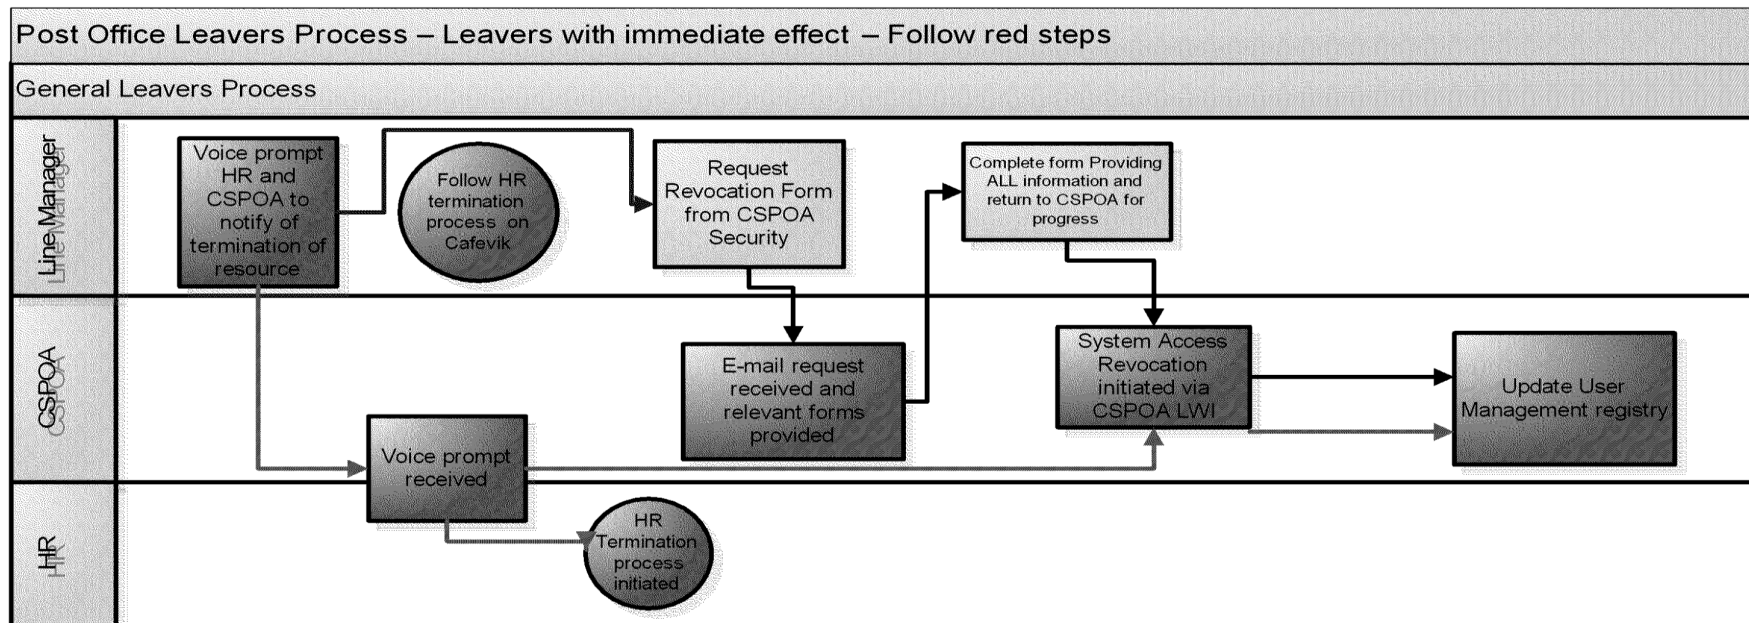 Post Office Leavers Process – Leavers with immediate effect – Follow red steps
General Leavers Process
Line Manager
Voice prompt
HR and
CSPOA to
notify of
termination of
resource
Follow HR
termination
process on
Cafevik
Request
Revocation Form
from CSPOA
Security
Complete form Providing
ALL information and
return to CSPOA for
progress
CSPOA
E-mail request
received and
relevant forms
provided
System Access
Revocation
initiated via
CSPOA LWI
Update User
Management registry
Voice prompt
received
HR
HR
Termination
process
initiated